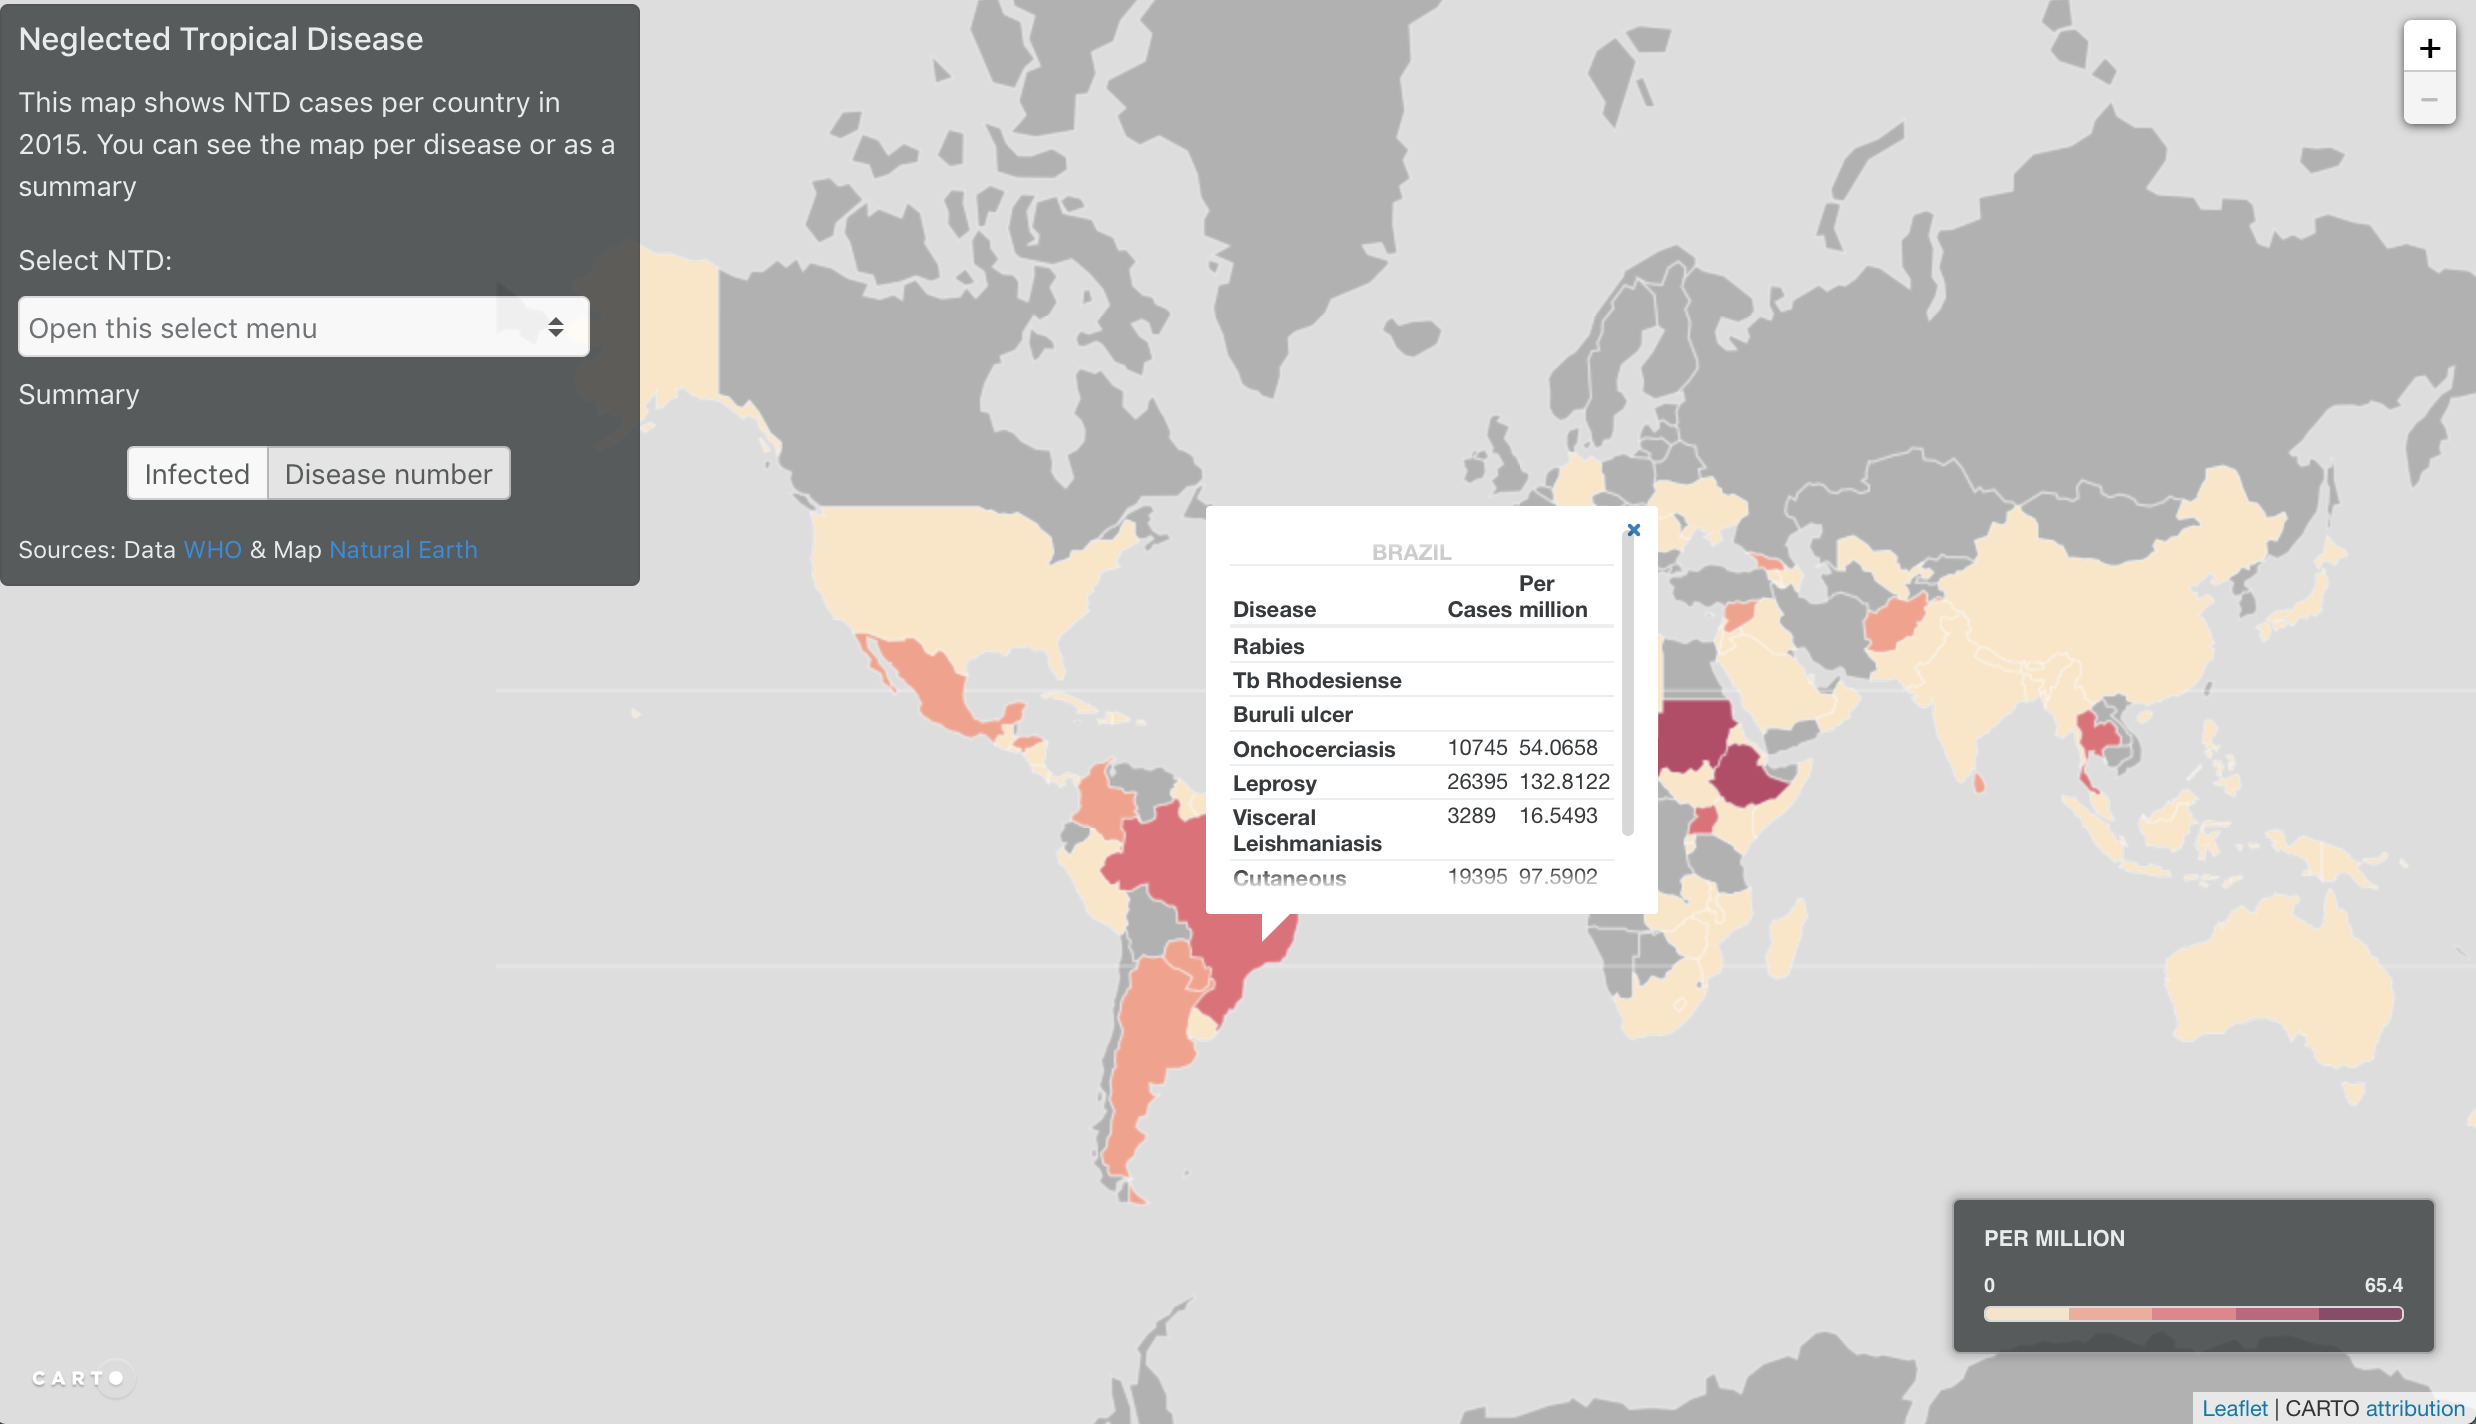 Neglected Tropical Disease
This map shows NTD cases per country in
2015. You can see the map per disease or as a
summary
Select NTD:
Open this select menu
Summary
Infected Disease number
Sources: Data WHO & Map Natural Earth
+
−
×
BRAZIL
Per
Disease Cases million
Rabies
Tb Rhodesiense
Buruli ulcer
Onchocerciasis 10745 54.0658
Leprosy 26395 132.8122
Visceral 3289 16.5493
Leishmaniasis
Cutaneous 19395 97.5902
PER MILLION
0 65.4
CARTO
Leaflet | CARTO attribution